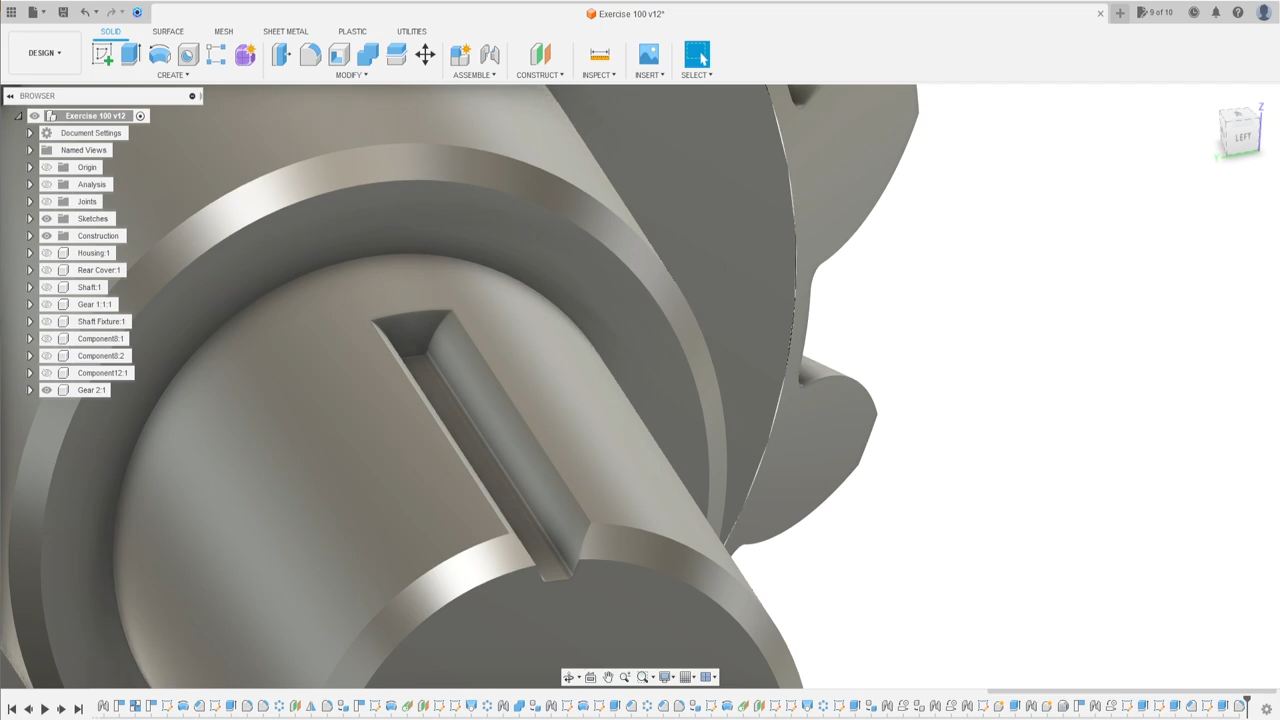 Exercise 100 v12*
9 of 10
SOLID SURFACE MESH SHEET METAL PLASTIC UTILITIES
DESIGN ▾
CREATE ▾ MODIFY ▾ ASSEMBLE ▾ CONSTRUCT ▾ INSPECT ▾ INSERT ▾ SELECT ▾
BROWSER
Exercise 100 v12
Document Settings
Named Views
Origin
Analysis
Joints
Sketches
Construction
Housing:1
Rear Cover:1
Shaft:1
Gear 1:1:1
Shaft Fixture:1
Component8:1
Component8:2
Component12:1
Gear 2:1
Z
LEFT
Y